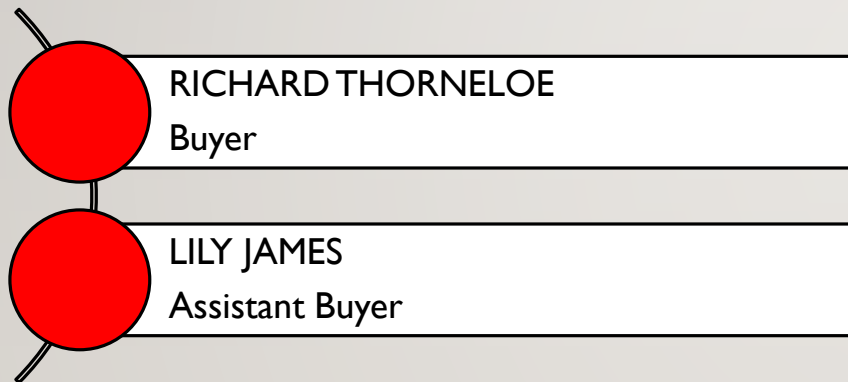 RICHARD THORNELOE
Buyer
LILY JAMES
Assistant Buyer